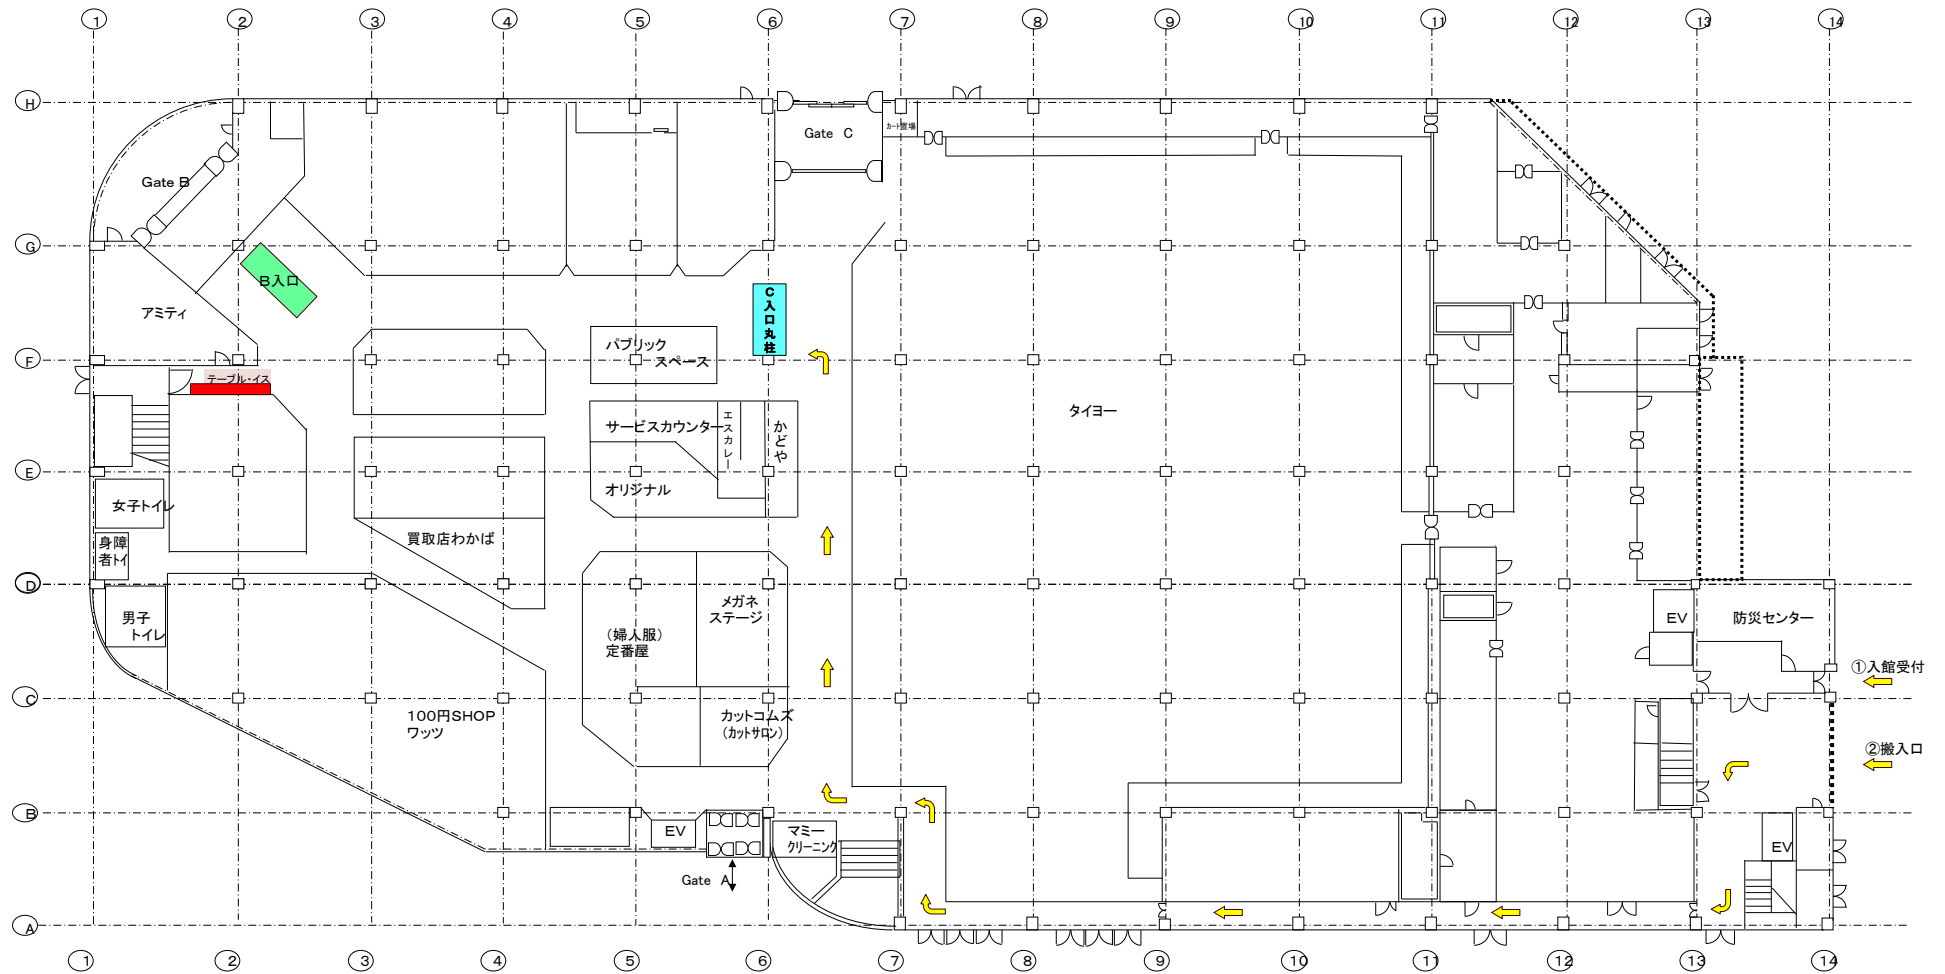 1 2 3 4 5 6 7 8 9 10 11 12 13 14
H
Gate C
カート置場
Gate B
G
B入口
C入口丸柱
アミティ
パブリック
スペース
F
テーブル・イス
タイヨー
サービスカウンター
エスカレー
かどや
E
オリジナル
女子トイレ
買取店わかば
身障
者トイ
D
メガネ
ステージ
男子
トイレ
（婦人服）
定番屋
EV
防災センター
①入館受付
C
100円SHOP
ワッツ
カットコムズ
（カットサロン）
②搬入口
B
EV
マミー
クリーニング
EV
Gate A
A
1 2 3 4 5 6 7 8 9 10 11 12 13 14